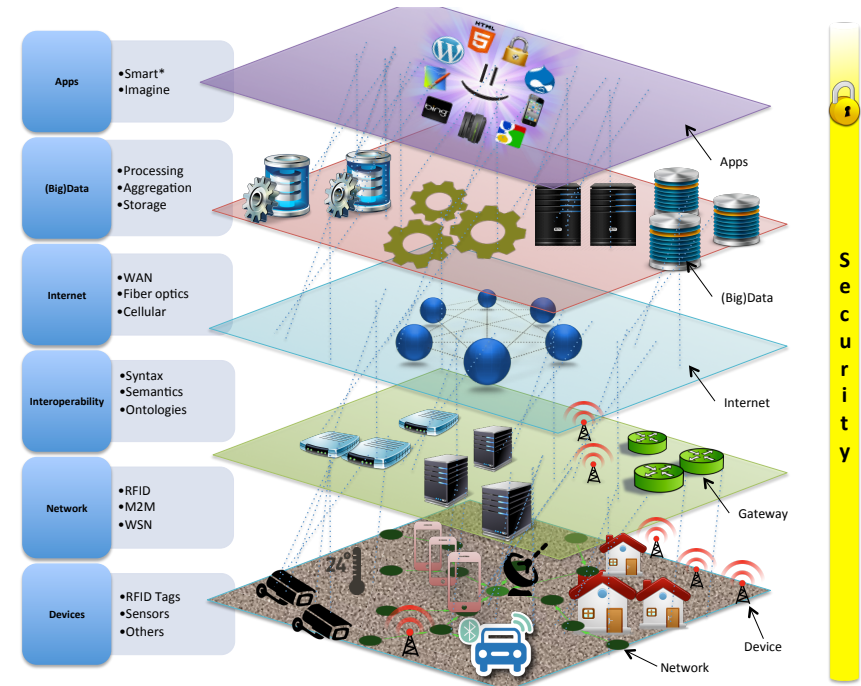 Apps
•Smart*
•Imagine
(Big)Data
•Processing
•Aggregation
•Storage
Internet
•WAN
•Fiber optics
•Cellular
Interoperability
•Syntax
•Semantics
•Ontologies
Network
•RFID
•M2M
•WSN
Devices
•RFID Tags
•Sensors
•Others
HTML
5
W
bing
g
=
Apps
(Big)Data
Internet
Gateway
24°
Device
Network
Security